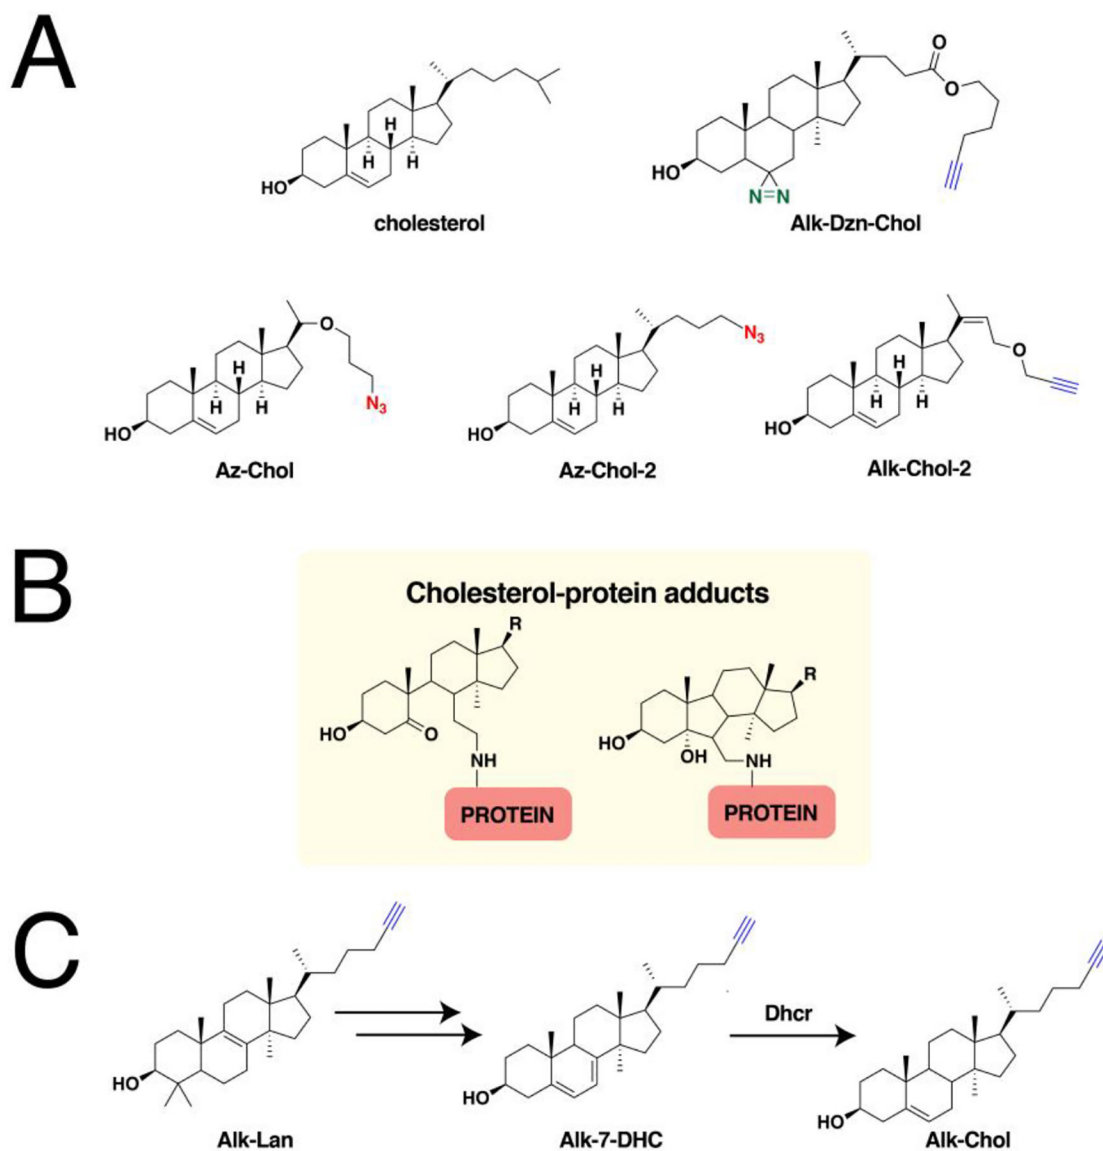 A
cholesterol
HO
H
H
H
Alk-Dzn-Chol
HO
N=N
O
O
Az-Chol
HO
H
H
H
O
N3
Az-Chol-2
HO
H
H
H
N3
Alk-Chol-2
HO
H
H
H
O
B
Cholesterol-protein adducts
R
HO
O
NH
PROTEIN
R
HO
OH
NH
PROTEIN
C
HO
Alk-Lan
HO
Alk-7-DHC
Dhcr
HO
Alk-Chol